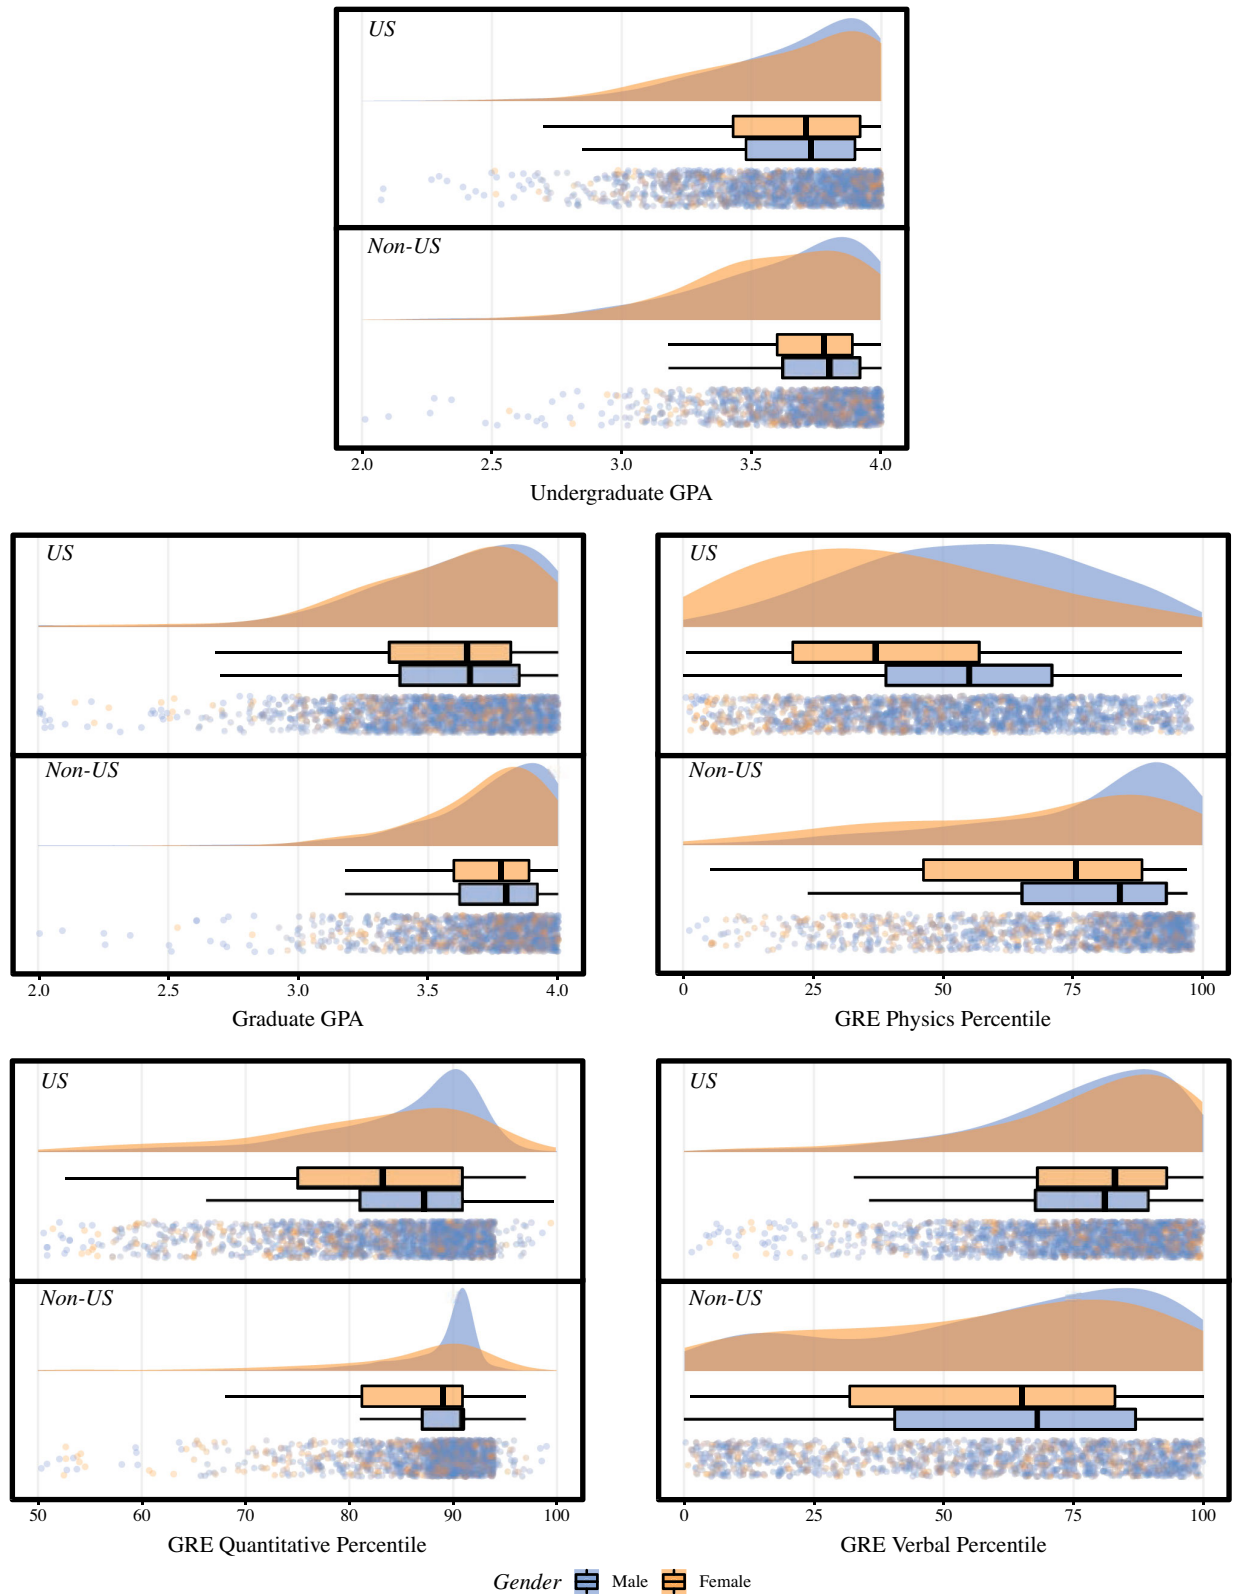 US
Non-US
2.0 2.5 3.0 3.5 4.0
Undergraduate GPA
US
Non-US
2.0 2.5 3.0 3.5 4.0
Graduate GPA
US
Non-US
0 25 50 75 100
GRE Physics Percentile
US
Non-US
50 60 70 80 90 100
GRE Quantitative Percentile
US
Non-US
0 25 50 75 100
GRE Verbal Percentile
Gender Male Female